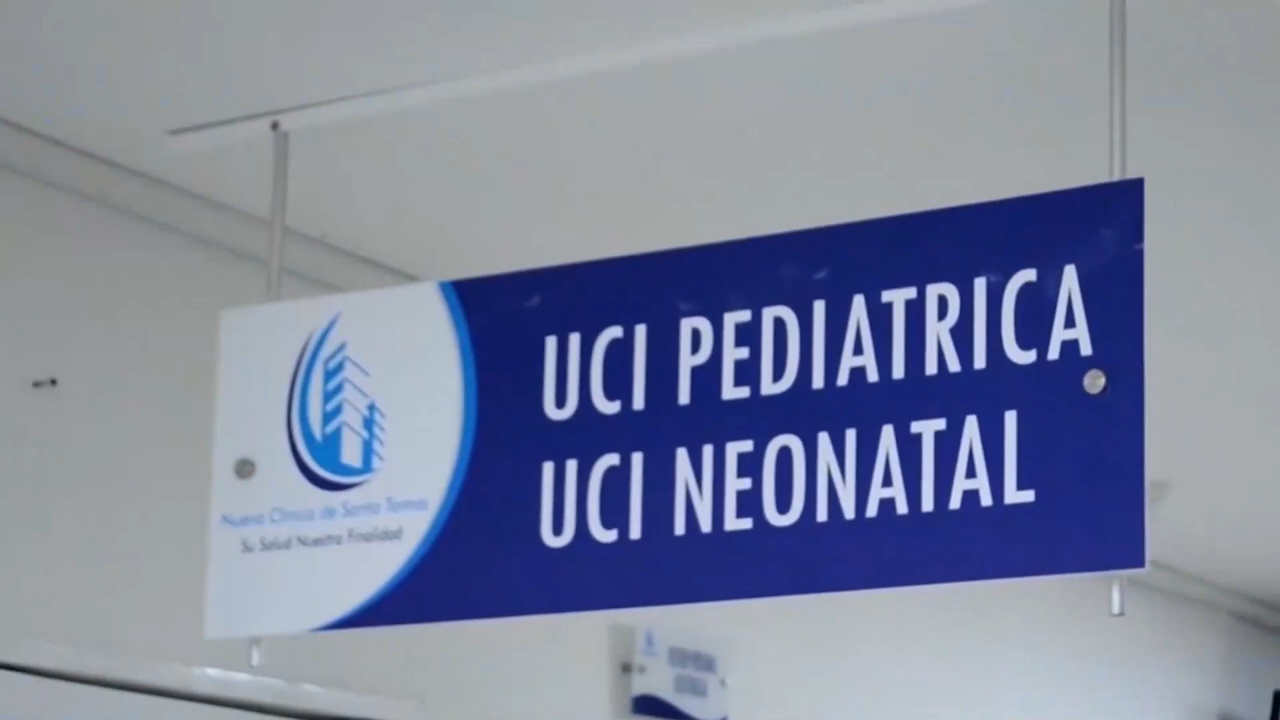 UCI PEDIATRICA
UCI NEONATAL
Nueva Clínica de Santo Tomas
Su Salud Nuestra Finalidad